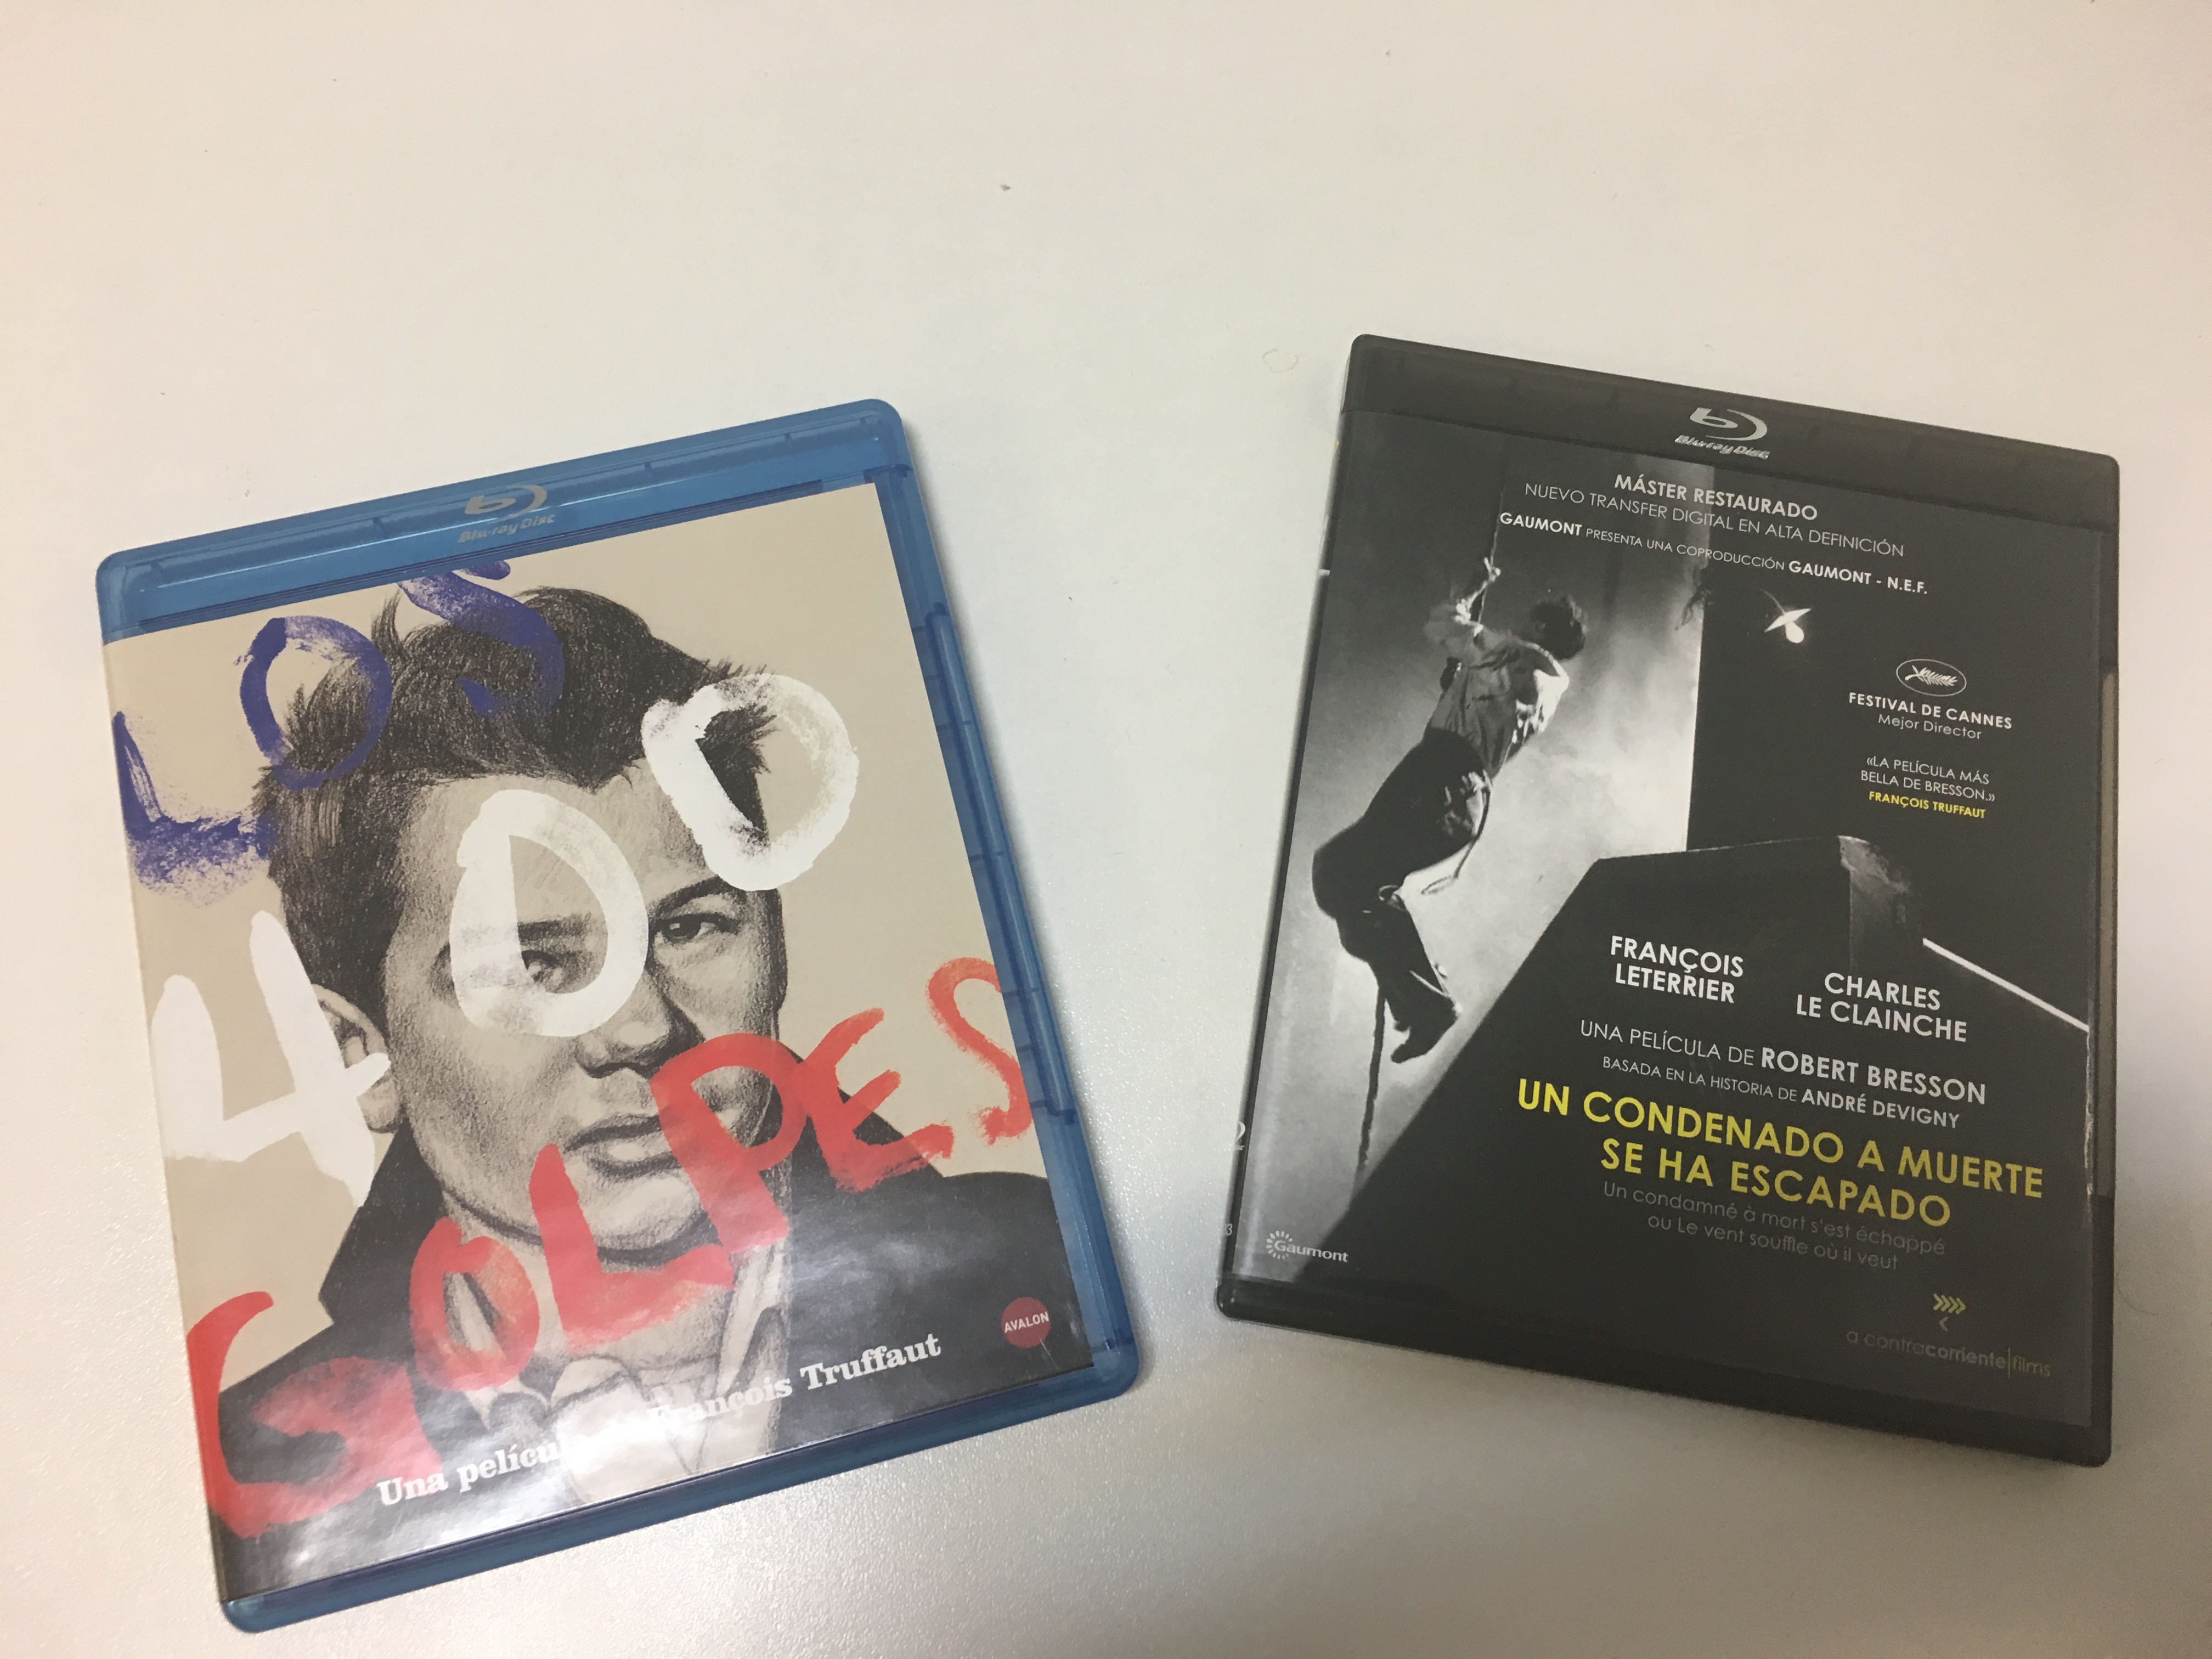 Blu-ray Disc
LOS
400
GOLPES
AVALON
Una película de François Truffaut
Blu-ray Disc
MÁSTER RESTAURADO
NUEVO TRANSFER DIGITAL EN ALTA DEFINICIÓN
GAUMONT PRESENTA UNA COPRODUCCIÓN GAUMONT - N.E.F.
FESTIVAL DE CANNES
Mejor Director
«LA PELÍCULA MÁS
BELLA DE BRESSON.»
FRANÇOIS TRUFFAUT
FRANÇOIS
LETERRIER
CHARLES
LE CLAINCHE
UNA PELÍCULA DE ROBERT BRESSON
BASADA EN LA HISTORIA DE ANDRÉ DEVIGNY
UN CONDENADO A MUERTE
SE HA ESCAPADO
Un condamné à mort s'est échappé
ou Le vent souffle où il veut
Gaumont
a contracorriente|films